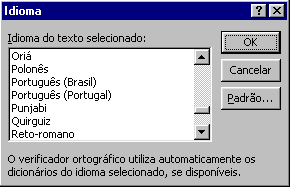 Idioma
Idioma do texto selecionado:
OK
Oriá
Polonês
Cancelar
Português (Brasil)
Português (Portugal)
Padrão...
Punjabi
Quirguiz
Reto-romano
O verificador ortográfico utiliza automaticamente os
dicionários do idioma selecionado, se disponíveis.